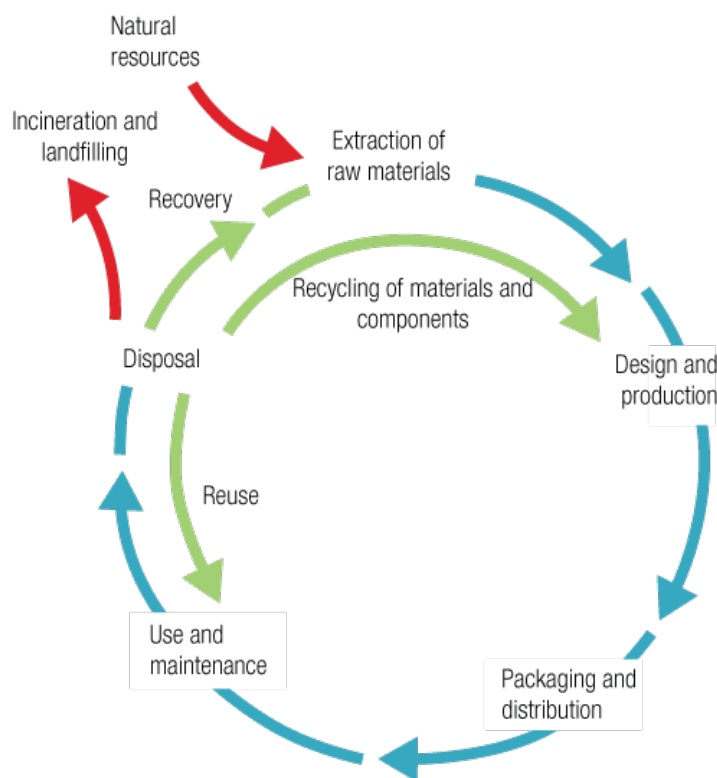 Natural
resources
Incineration and
landfilling
Extraction of
raw materials
Recovery
Recycling of materials and
components
Disposal
Design and
production
Reuse
Use and
maintenance
Packaging and
distribution